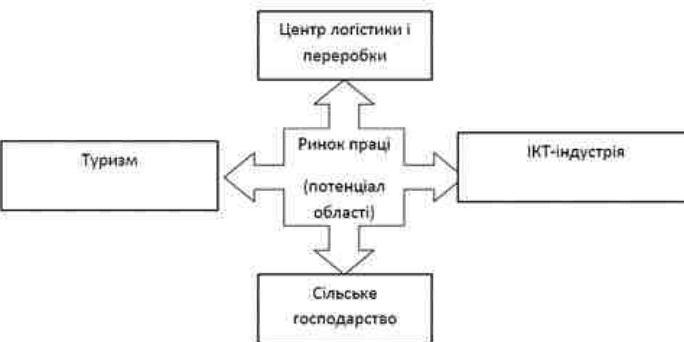 Центр логістики і
переробки
Туризм
Ринок праці
(потенціал
області)
ІКТ-індустрія
Сільське
господарство